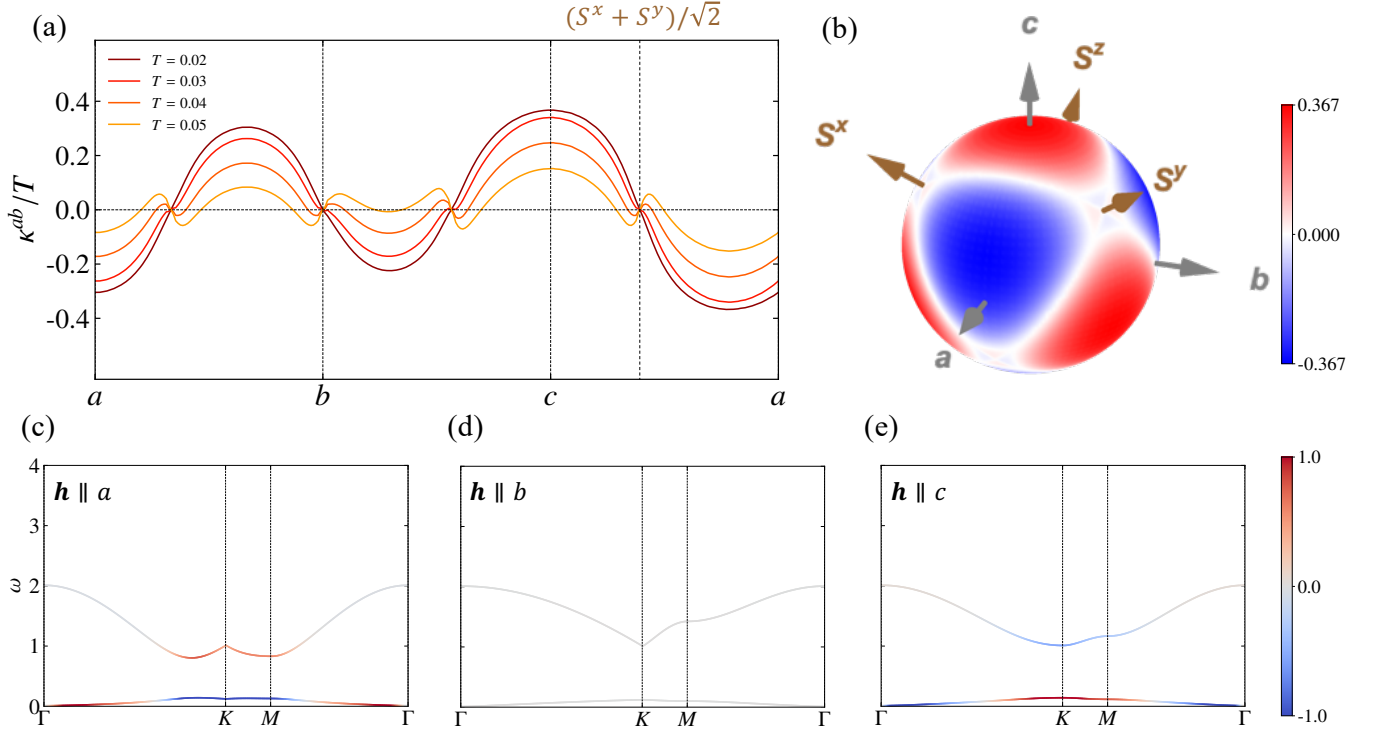 (a)
(S^x + S^y)/√2
T = 0.02
T = 0.03
T = 0.04
T = 0.05
κ^{ab}/T
0.4
0.2
0.0
-0.2
-0.4
a
b
c
a
(b)
c
S^z
S^x
S^y
b
a
0.367
0.000
-0.367
(c)
h ∥ a
ω
4
3
2
1
0
Γ
K
M
Γ
(d)
h ∥ b
Γ
K
M
Γ
(e)
h ∥ c
Γ
K
M
Γ
1.0
0.0
-1.0